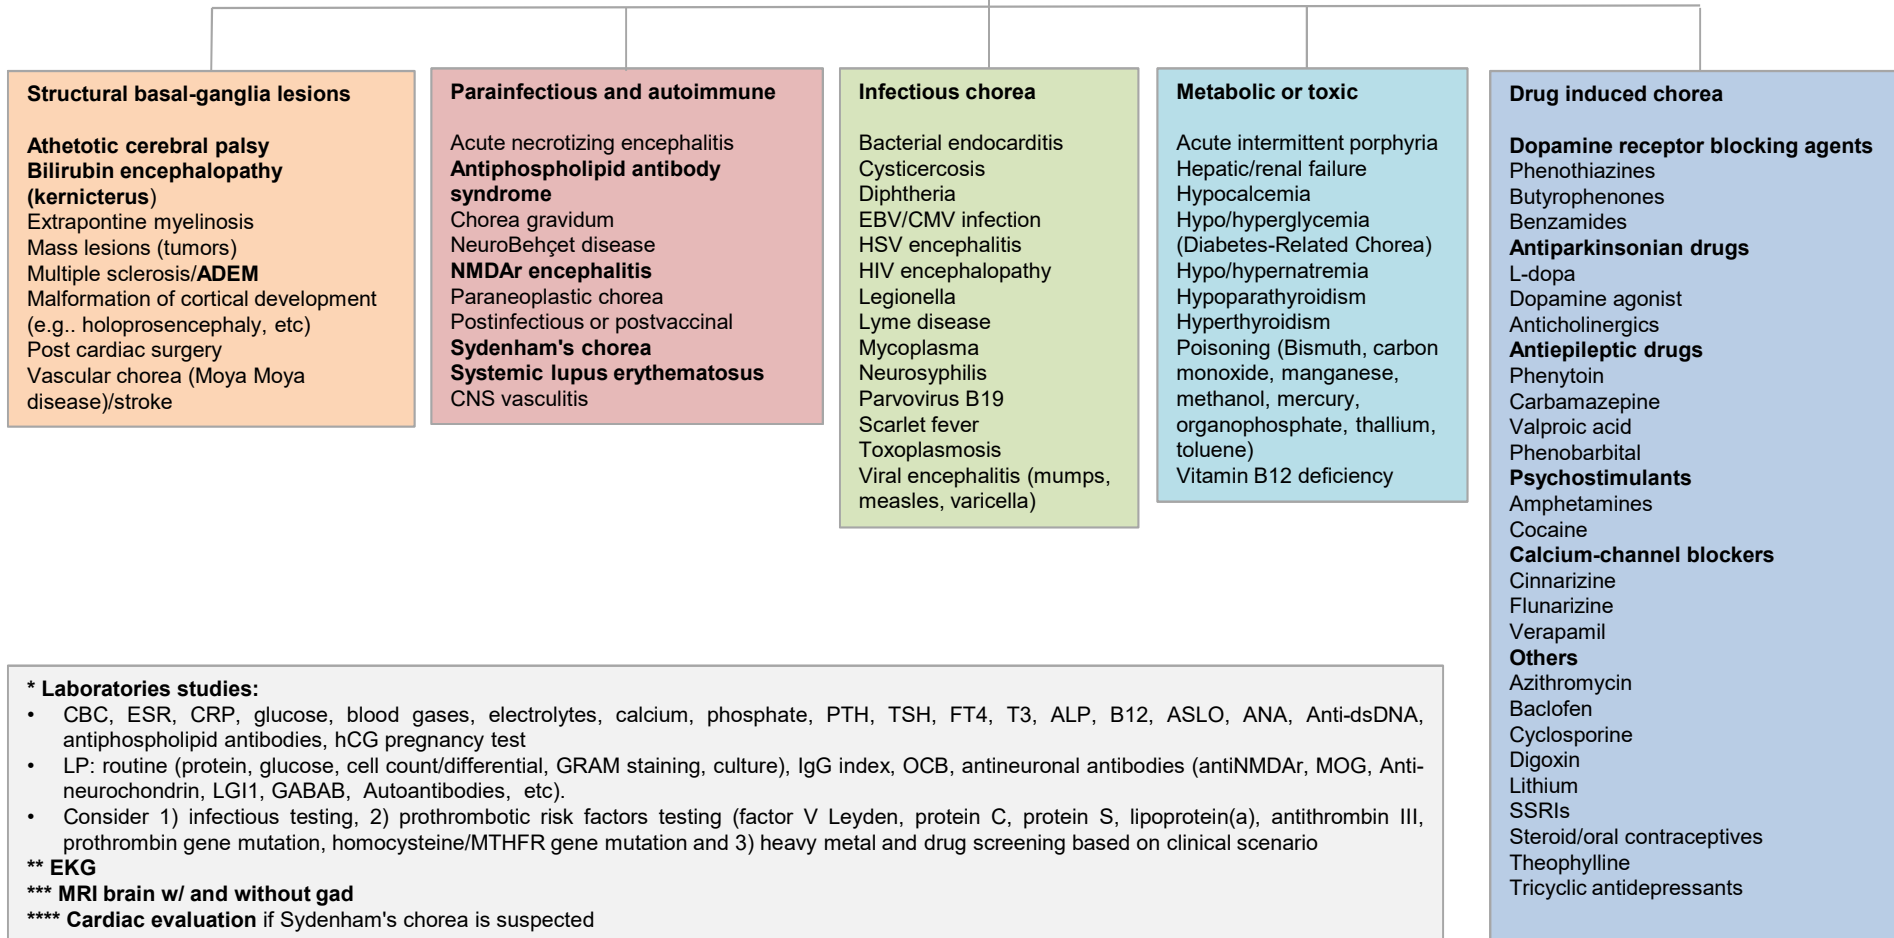 Structural basal-ganglia lesions
Athetotic cerebral palsy
Bilirubin encephalopathy
(kernicterus)
Extrapontine myelinosis
Mass lesions (tumors)
Multiple sclerosis/ADEM
Malformation of cortical development
(e.g.. holoprosencephaly, etc)
Post cardiac surgery
Vascular chorea (Moya Moya
disease)/stroke
Parainfectious and autoimmune
Acute necrotizing encephalitis
Antiphospholipid antibody
syndrome
Chorea gravidum
NeuroBehçet disease
NMDAr encephalitis
Paraneoplastic chorea
Postinfectious or postvaccinal
Sydenham's chorea
Systemic lupus erythematosus
CNS vasculitis
Infectious chorea
Bacterial endocarditis
Cysticercosis
Diphtheria
EBV/CMV infection
HSV encephalitis
HIV encephalopathy
Legionella
Lyme disease
Mycoplasma
Neurosyphilis
Parvovirus B19
Scarlet fever
Toxoplasmosis
Viral encephalitis (mumps,
measles, varicella)
Metabolic or toxic
Acute intermittent porphyria
Hepatic/renal failure
Hypocalcemia
Hypo/hyperglycemia
(Diabetes-Related Chorea)
Hypo/hypernatremia
Hypoparathyroidism
Hyperthyroidism
Poisoning (Bismuth, carbon
monoxide, manganese,
methanol, mercury,
organophosphate, thallium,
toluene)
Vitamin B12 deficiency
Drug induced chorea
Dopamine receptor blocking agents
Phenothiazines
Butyrophenones
Benzamides
Antiparkinsonian drugs
L-dopa
Dopamine agonist
Anticholinergics
Antiepileptic drugs
Phenytoin
Carbamazepine
Valproic acid
Phenobarbital
Psychostimulants
Amphetamines
Cocaine
Calcium-channel blockers
Cinnarizine
Flunarizine
Verapamil
Others
Azithromycin
Baclofen
Cyclosporine
Digoxin
Lithium
SSRIs
Steroid/oral contraceptives
Theophylline
Tricyclic antidepressants
* Laboratories studies:
• CBC, ESR, CRP, glucose, blood gases, electrolytes, calcium, phosphate, PTH, TSH, FT4, T3, ALP, B12, ASLO, ANA, Anti-dsDNA,
antiphospholipid antibodies, hCG pregnancy test
• LP: routine (protein, glucose, cell count/differential, GRAM staining, culture), IgG index, OCB, antineuronal antibodies (antiNMDAr, MOG, Anti-
neurochondrin, LGI1, GABAB, Autoantibodies, etc).
• Consider 1) infectious testing, 2) prothrombotic risk factors testing (factor V Leyden, protein C, protein S, lipoprotein(a), antithrombin III,
prothrombin gene mutation, homocysteine/MTHFR gene mutation and 3) heavy metal and drug screening based on clinical scenario
** EKG
*** MRI brain w/ and without gad
**** Cardiac evaluation if Sydenham's chorea is suspected